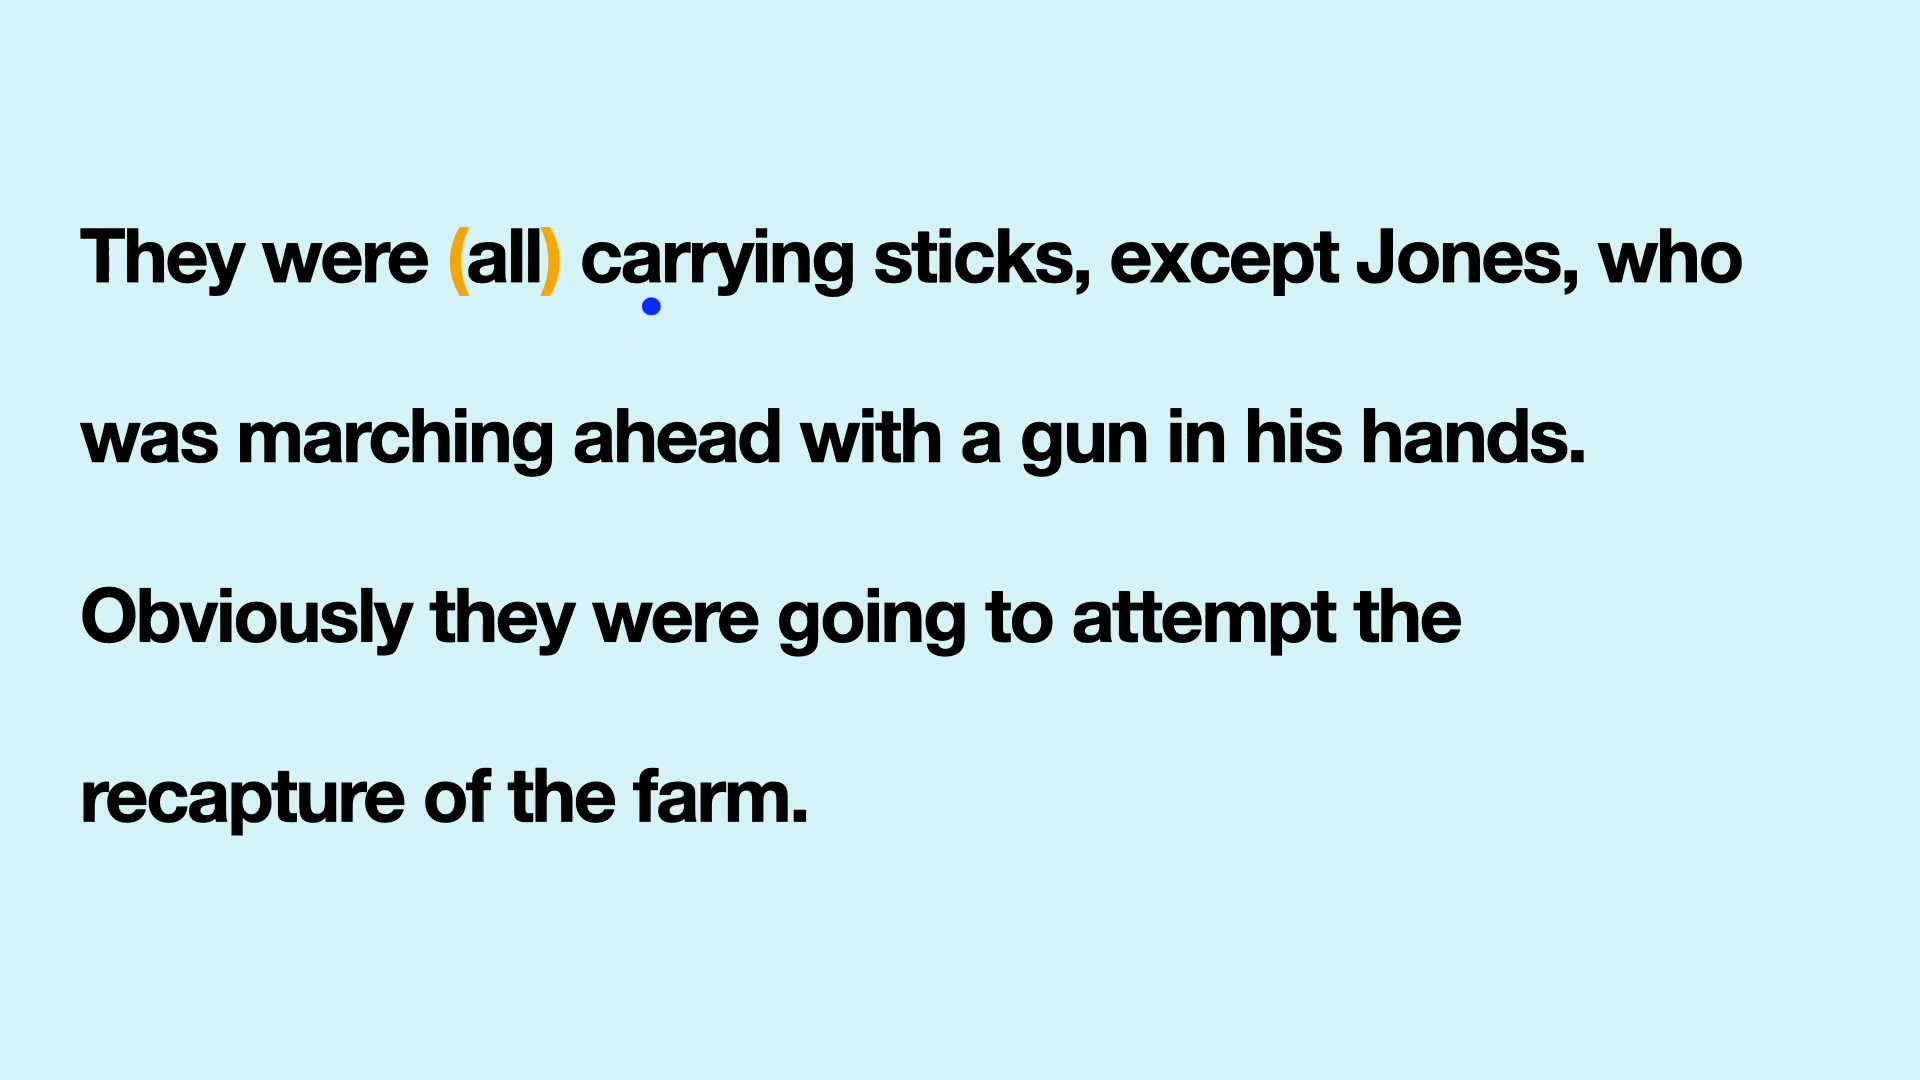 They were (all) carrying sticks, except Jones, who
was marching ahead with a gun in his hands.
Obviously they were going to attempt the
recapture of the farm.